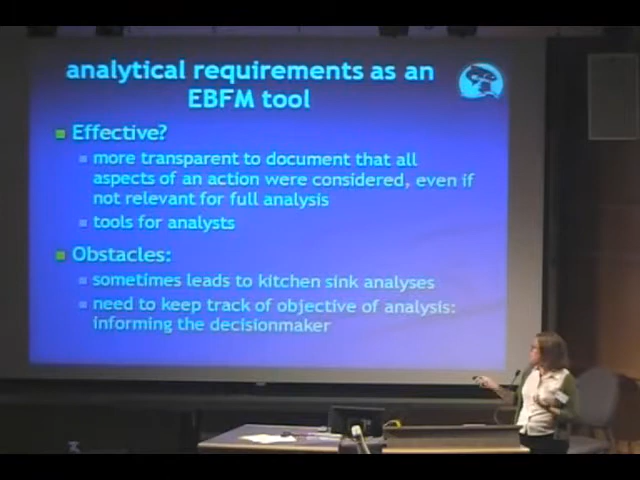 analytical requirements as an
EBFM tool
Effective?
more transparent to document that all
aspects of an action were considered, even if
not relevant for full analysis
tools for analysts
Obstacles:
sometimes leads to kitchen sink analyses
need to keep track of objective of analysis:
informing the decisionmaker